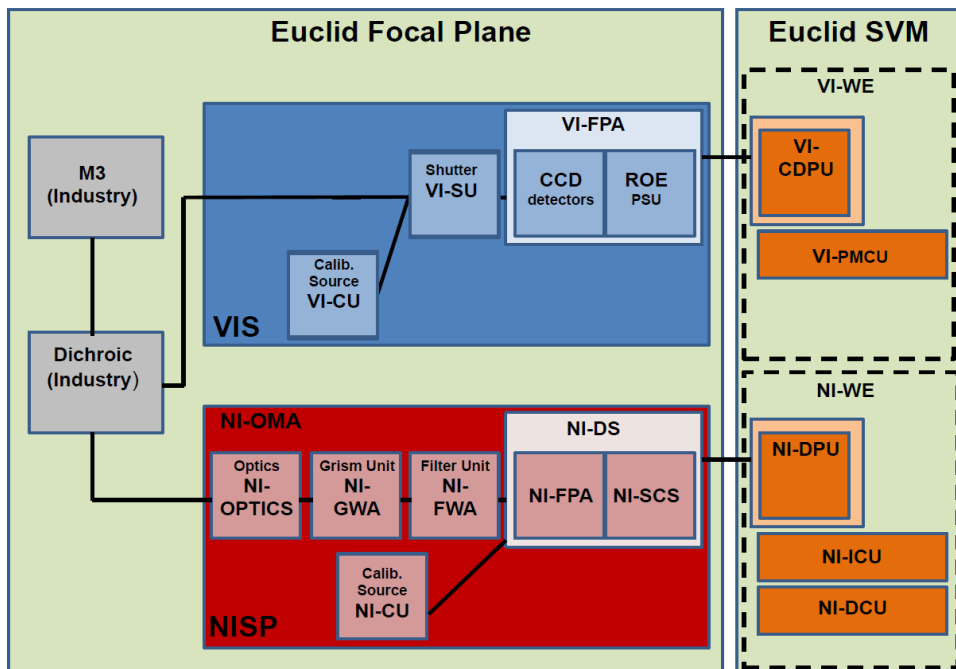 Euclid Focal Plane
Euclid SVM
M3
(Industry)
Dichroic
(Industry)
VI-FPA
Shutter
VI-SU
CCD
detectors
ROE
PSU
Calib.
Source
VI-CU
VIS
VI-WE
VI-
CDPU
VI-PMCU
NI-OMA
NI-DS
Optics
NI-
OPTICS
Grism Unit
NI-
GWA
Filter Unit
NI-
FWA
NI-FPA
NI-SCS
Calib.
Source
NI-CU
NISP
NI-WE
NI-DPU
NI-ICU
NI-DCU